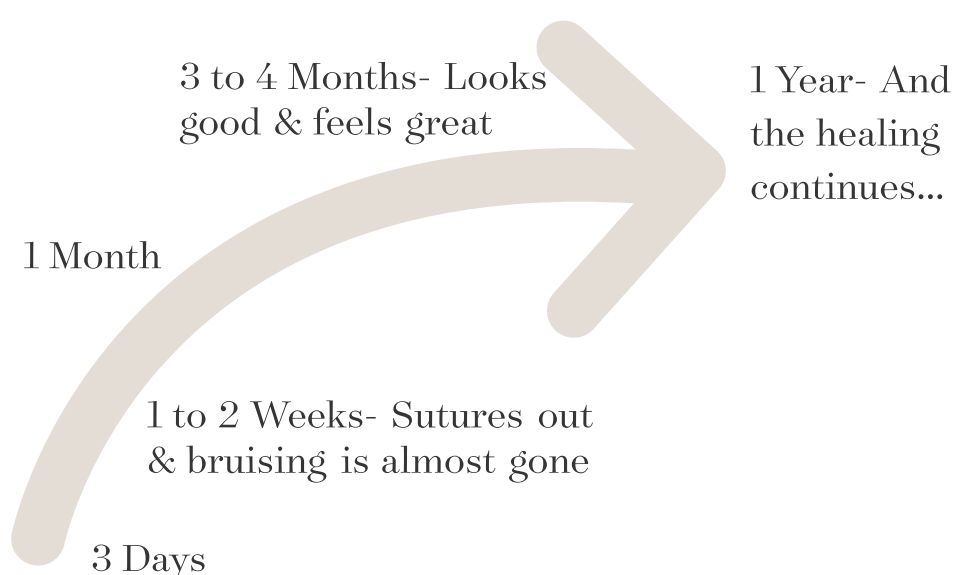 3 to 4 Months- Looks
good & feels great
1 Year- And
the healing
continues...
1 Month
1 to 2 Weeks- Sutures out
& bruising is almost gone
3 Days